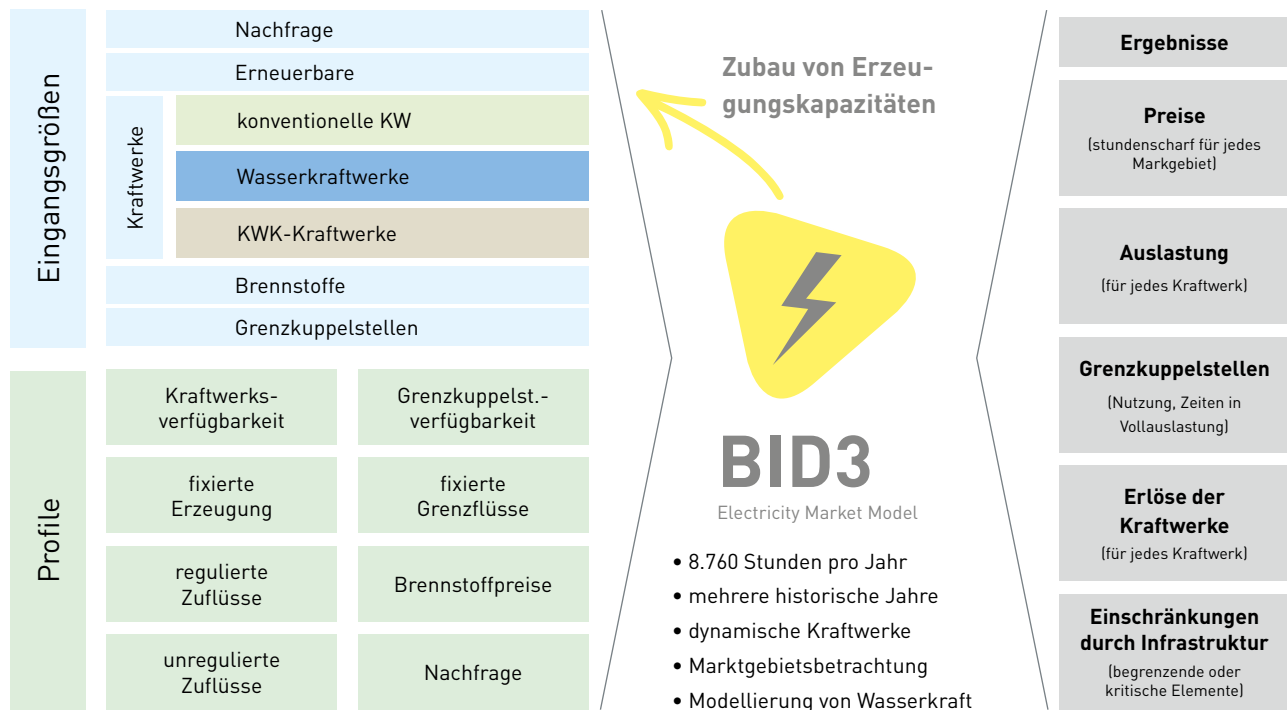 Eingangsgrößen
Nachfrage
Erneuerbare
Kraftwerke
konventionelle KW
Wasserkraftwerke
KWK-Kraftwerke
Brennstoffe
Grenzkuppelstellen
Profile
Kraftwerks-
verfügbarkeit
Grenzkuppelst.-
verfügbarkeit
fixierte
Erzeugung
fixierte
Grenzflüsse
regulierte
Zuflüsse
Brennstoffpreise
unregulierte
Zuflüsse
Nachfrage
Zubau von Erzeu-
gungskapazitäten
BID3
Electricity Market Model
• 8.760 Stunden pro Jahr
• mehrere historische Jahre
• dynamische Kraftwerke
• Marktgebietsbetrachtung
• Modellierung von Wasserkraft
Ergebnisse
Preise
(stundenscharf für jedes
Markgebiet)
Auslastung
(für jedes Kraftwerk)
Grenzkuppelstellen
(Nutzung, Zeiten in
Vollauslastung)
Erlöse der
Kraftwerke
(für jedes Kraftwerk)
Einschränkungen
durch Infrastruktur
(begrenzende oder
kritische Elemente)